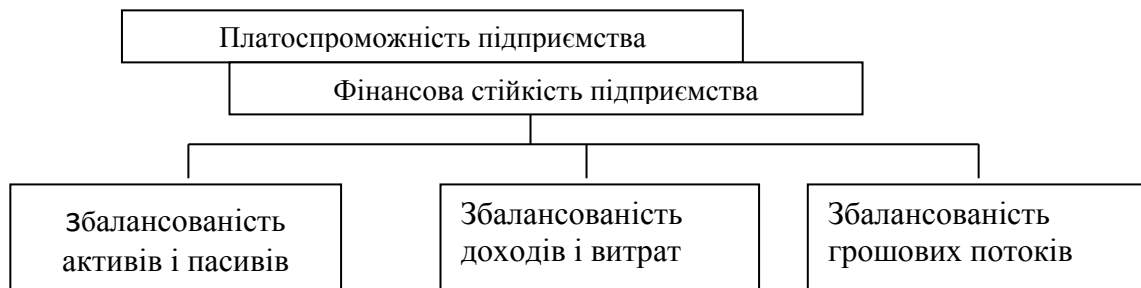 Платоспроможність підприємства
Фінансова стійкість підприємства
збалансованість
активів і пасивів
Збалансованість
доходів і витрат
Збалансованість
грошових потоків